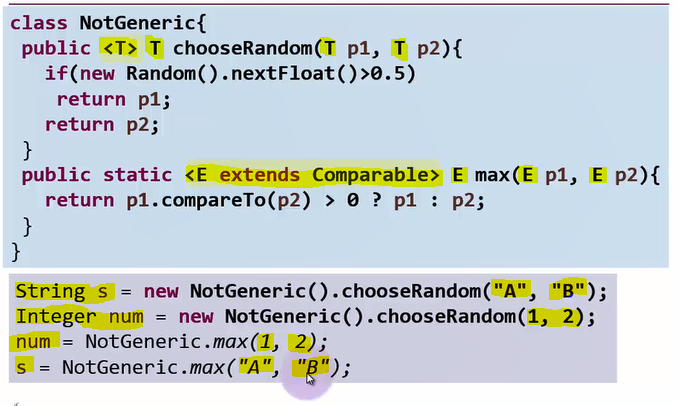 class NotGeneric{
public <T> T chooseRandom(T p1, T p2){
if(new Random().nextFloat()>0.5)
return p1;
return p2;
}
public static <E extends Comparable> E max(E p1, E p2){
return p1.compareTo(p2) > 0 ? p1 : p2;
}
}
String s = new NotGeneric().chooseRandom("A", "B");
Integer num = new NotGeneric().chooseRandom(1, 2);
num = NotGeneric.max(1, 2);
s = NotGeneric.max("A", "B");